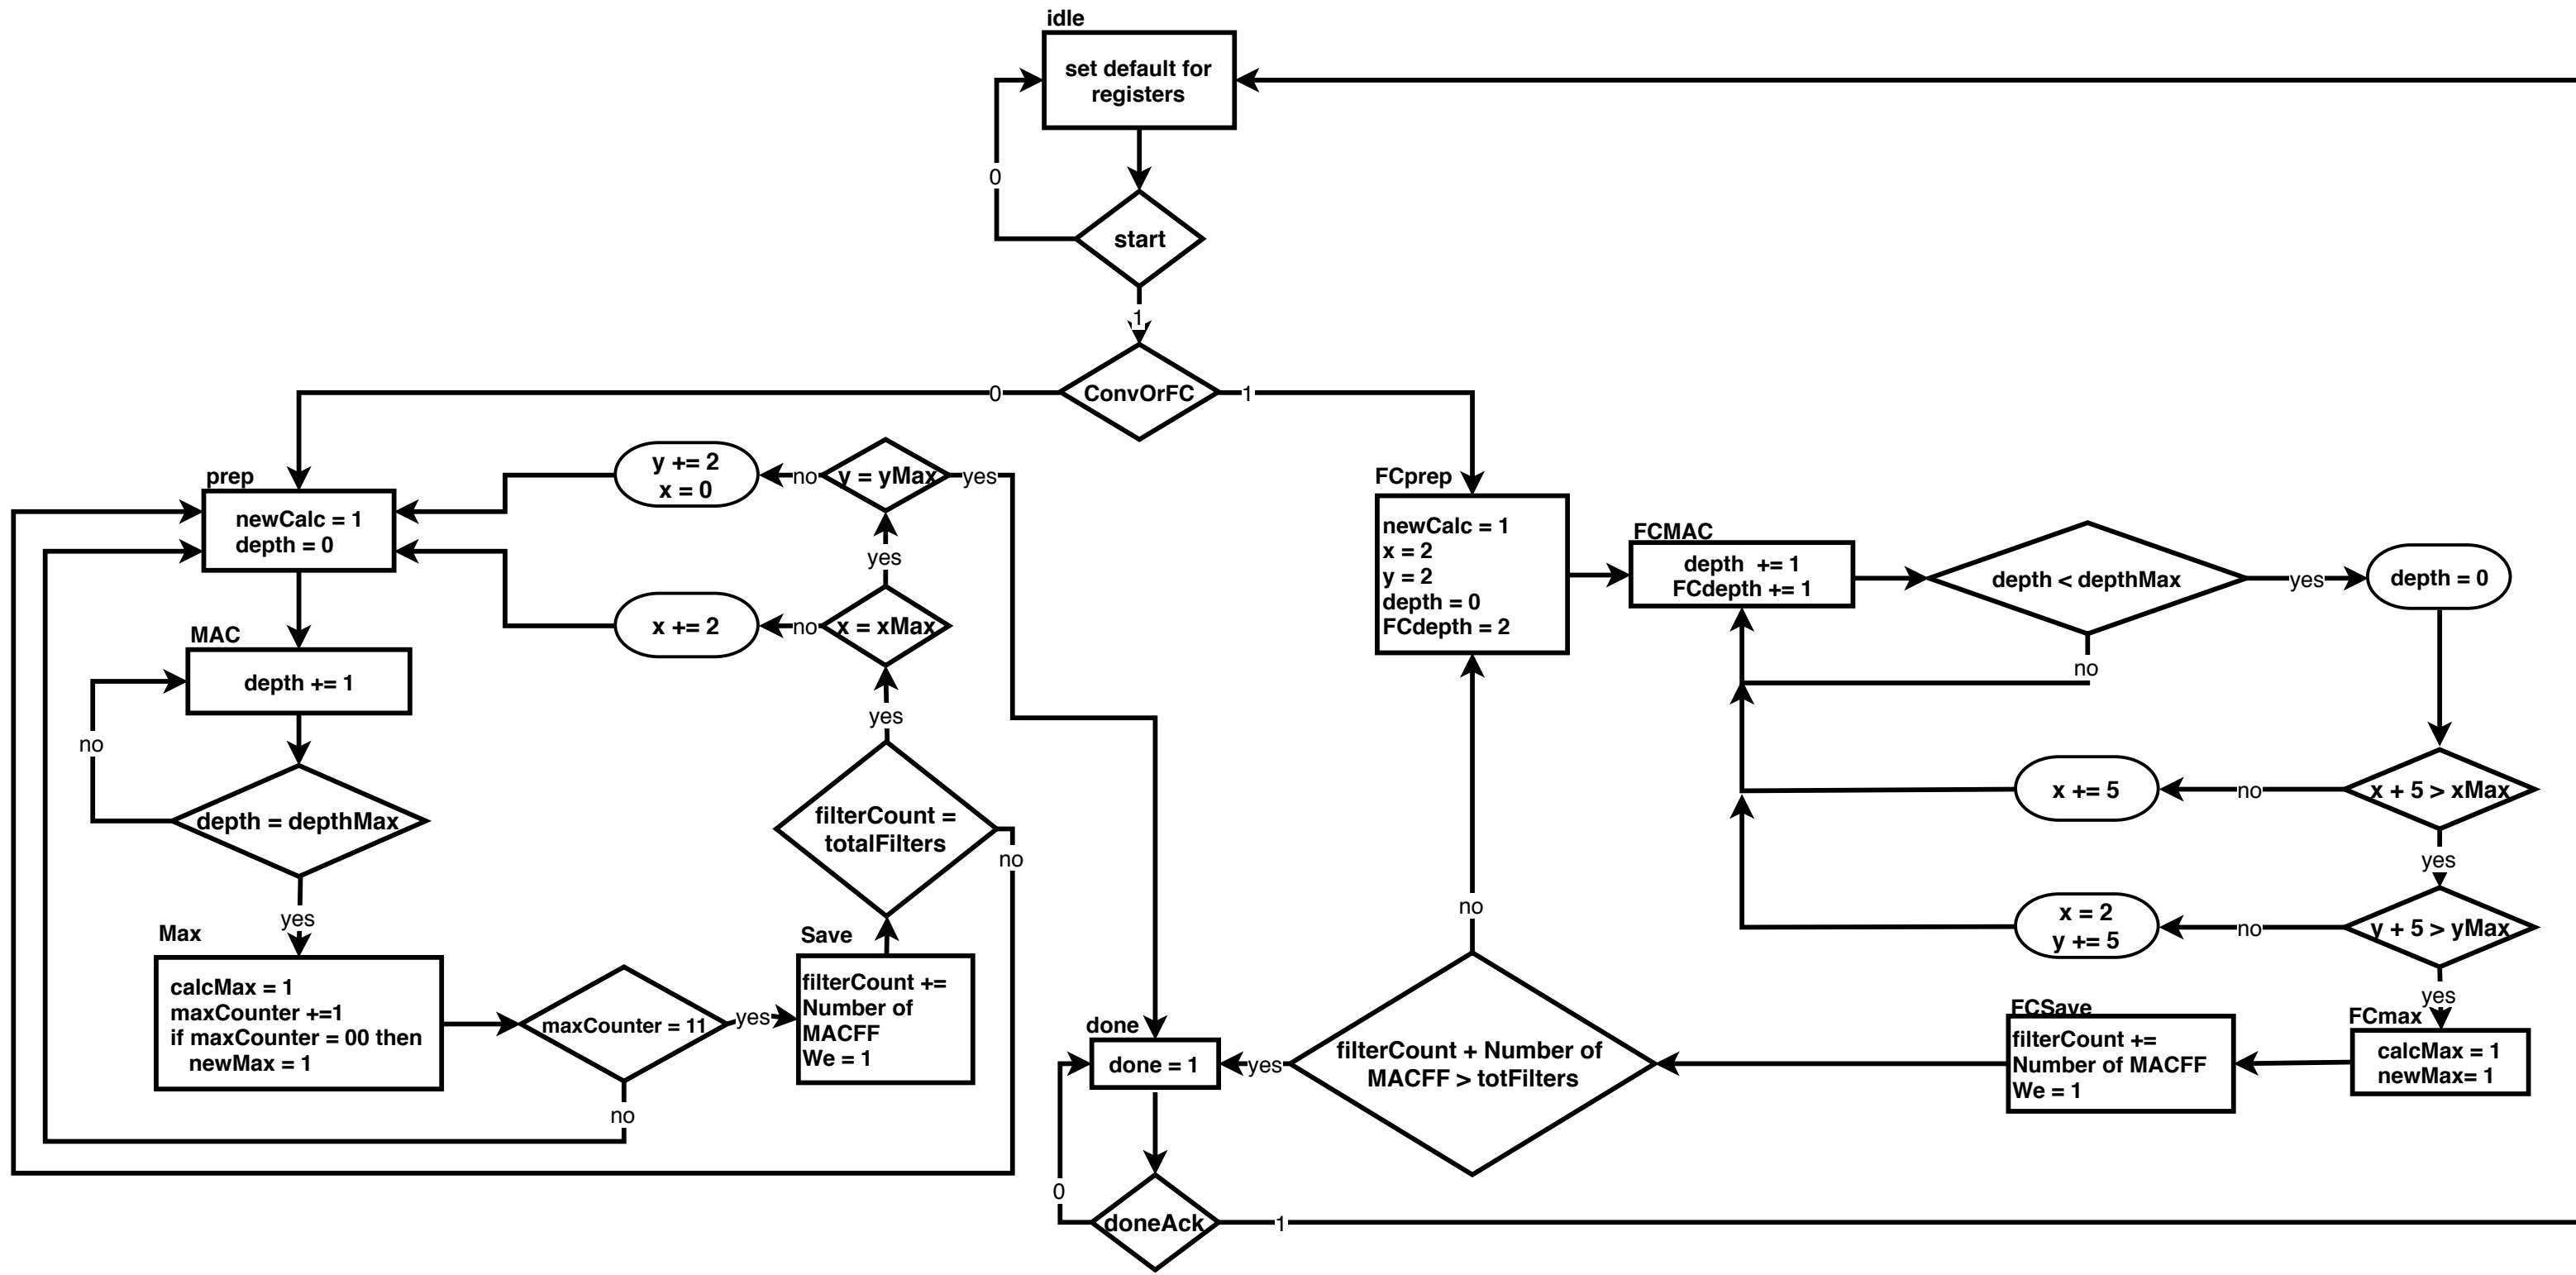 idle
set default for
registers
0
start
1
ConvOrFC
0
1
prep
newCalc = 1
depth = 0
y += 2
x = 0
no
y = yMax
yes
yes
x += 2
no
x = xMax
yes
MAC
depth += 1
no
depth = depthMax
yes
filterCount =
totalFilters
no
Max
calcMax = 1
maxCounter +=1
if maxCounter = 00 then
newMax = 1
maxCounter = 11
yes
no
Save
filterCount +=
Number of
MACFF
We = 1
FCprep
newCalc = 1
x = 2
y = 2
depth = 0
FCdepth = 2
FCMAC
depth += 1
FCdepth += 1
depth < depthMax
yes
depth = 0
no
x += 5
no
x + 5 > xMax
yes
x = 2
y += 5
no
y + 5 > yMax
yes
FCmax
calcMax = 1
newMax= 1
FCSave
filterCount +=
Number of MACFF
We = 1
filterCount + Number of
MACFF > totFilters
no
yes
done
done = 1
0
doneAck
1